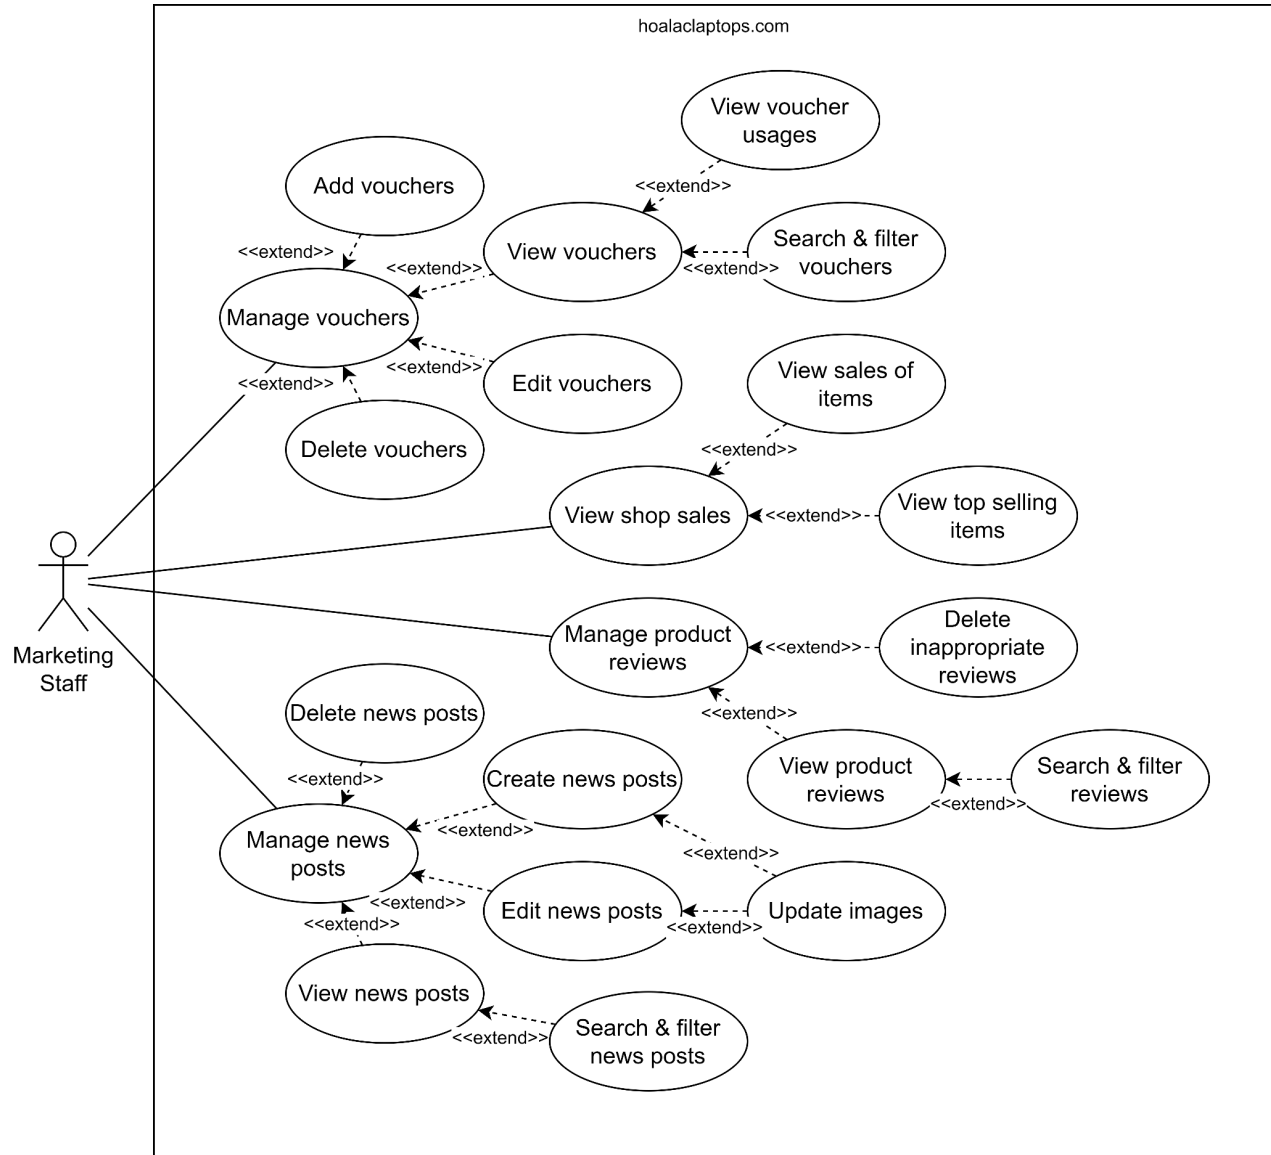 hoalaclaptops.com
View voucher
usages
<<extend>>
Add vouchers
<<extend>>
View vouchers
<<extend>>
Search & filter
vouchers
<<extend>>
Manage vouchers
<<extend>>
Edit vouchers
<<extend>>
Delete vouchers
View sales of
items
<<extend>>
View shop sales
<<extend>>
View top selling
items
Marketing
Staff
Manage product
reviews
<<extend>>
Delete
inappropriate
reviews
<<extend>>
View product
reviews
<<extend>>
Search & filter
reviews
Delete news posts
<<extend>>
Create news posts
<<extend>>
Manage news
posts
<<extend>>
Edit news posts
<<extend>>
<<extend>>
Update images
<<extend>>
View news posts
<<extend>>
Search & filter
news posts